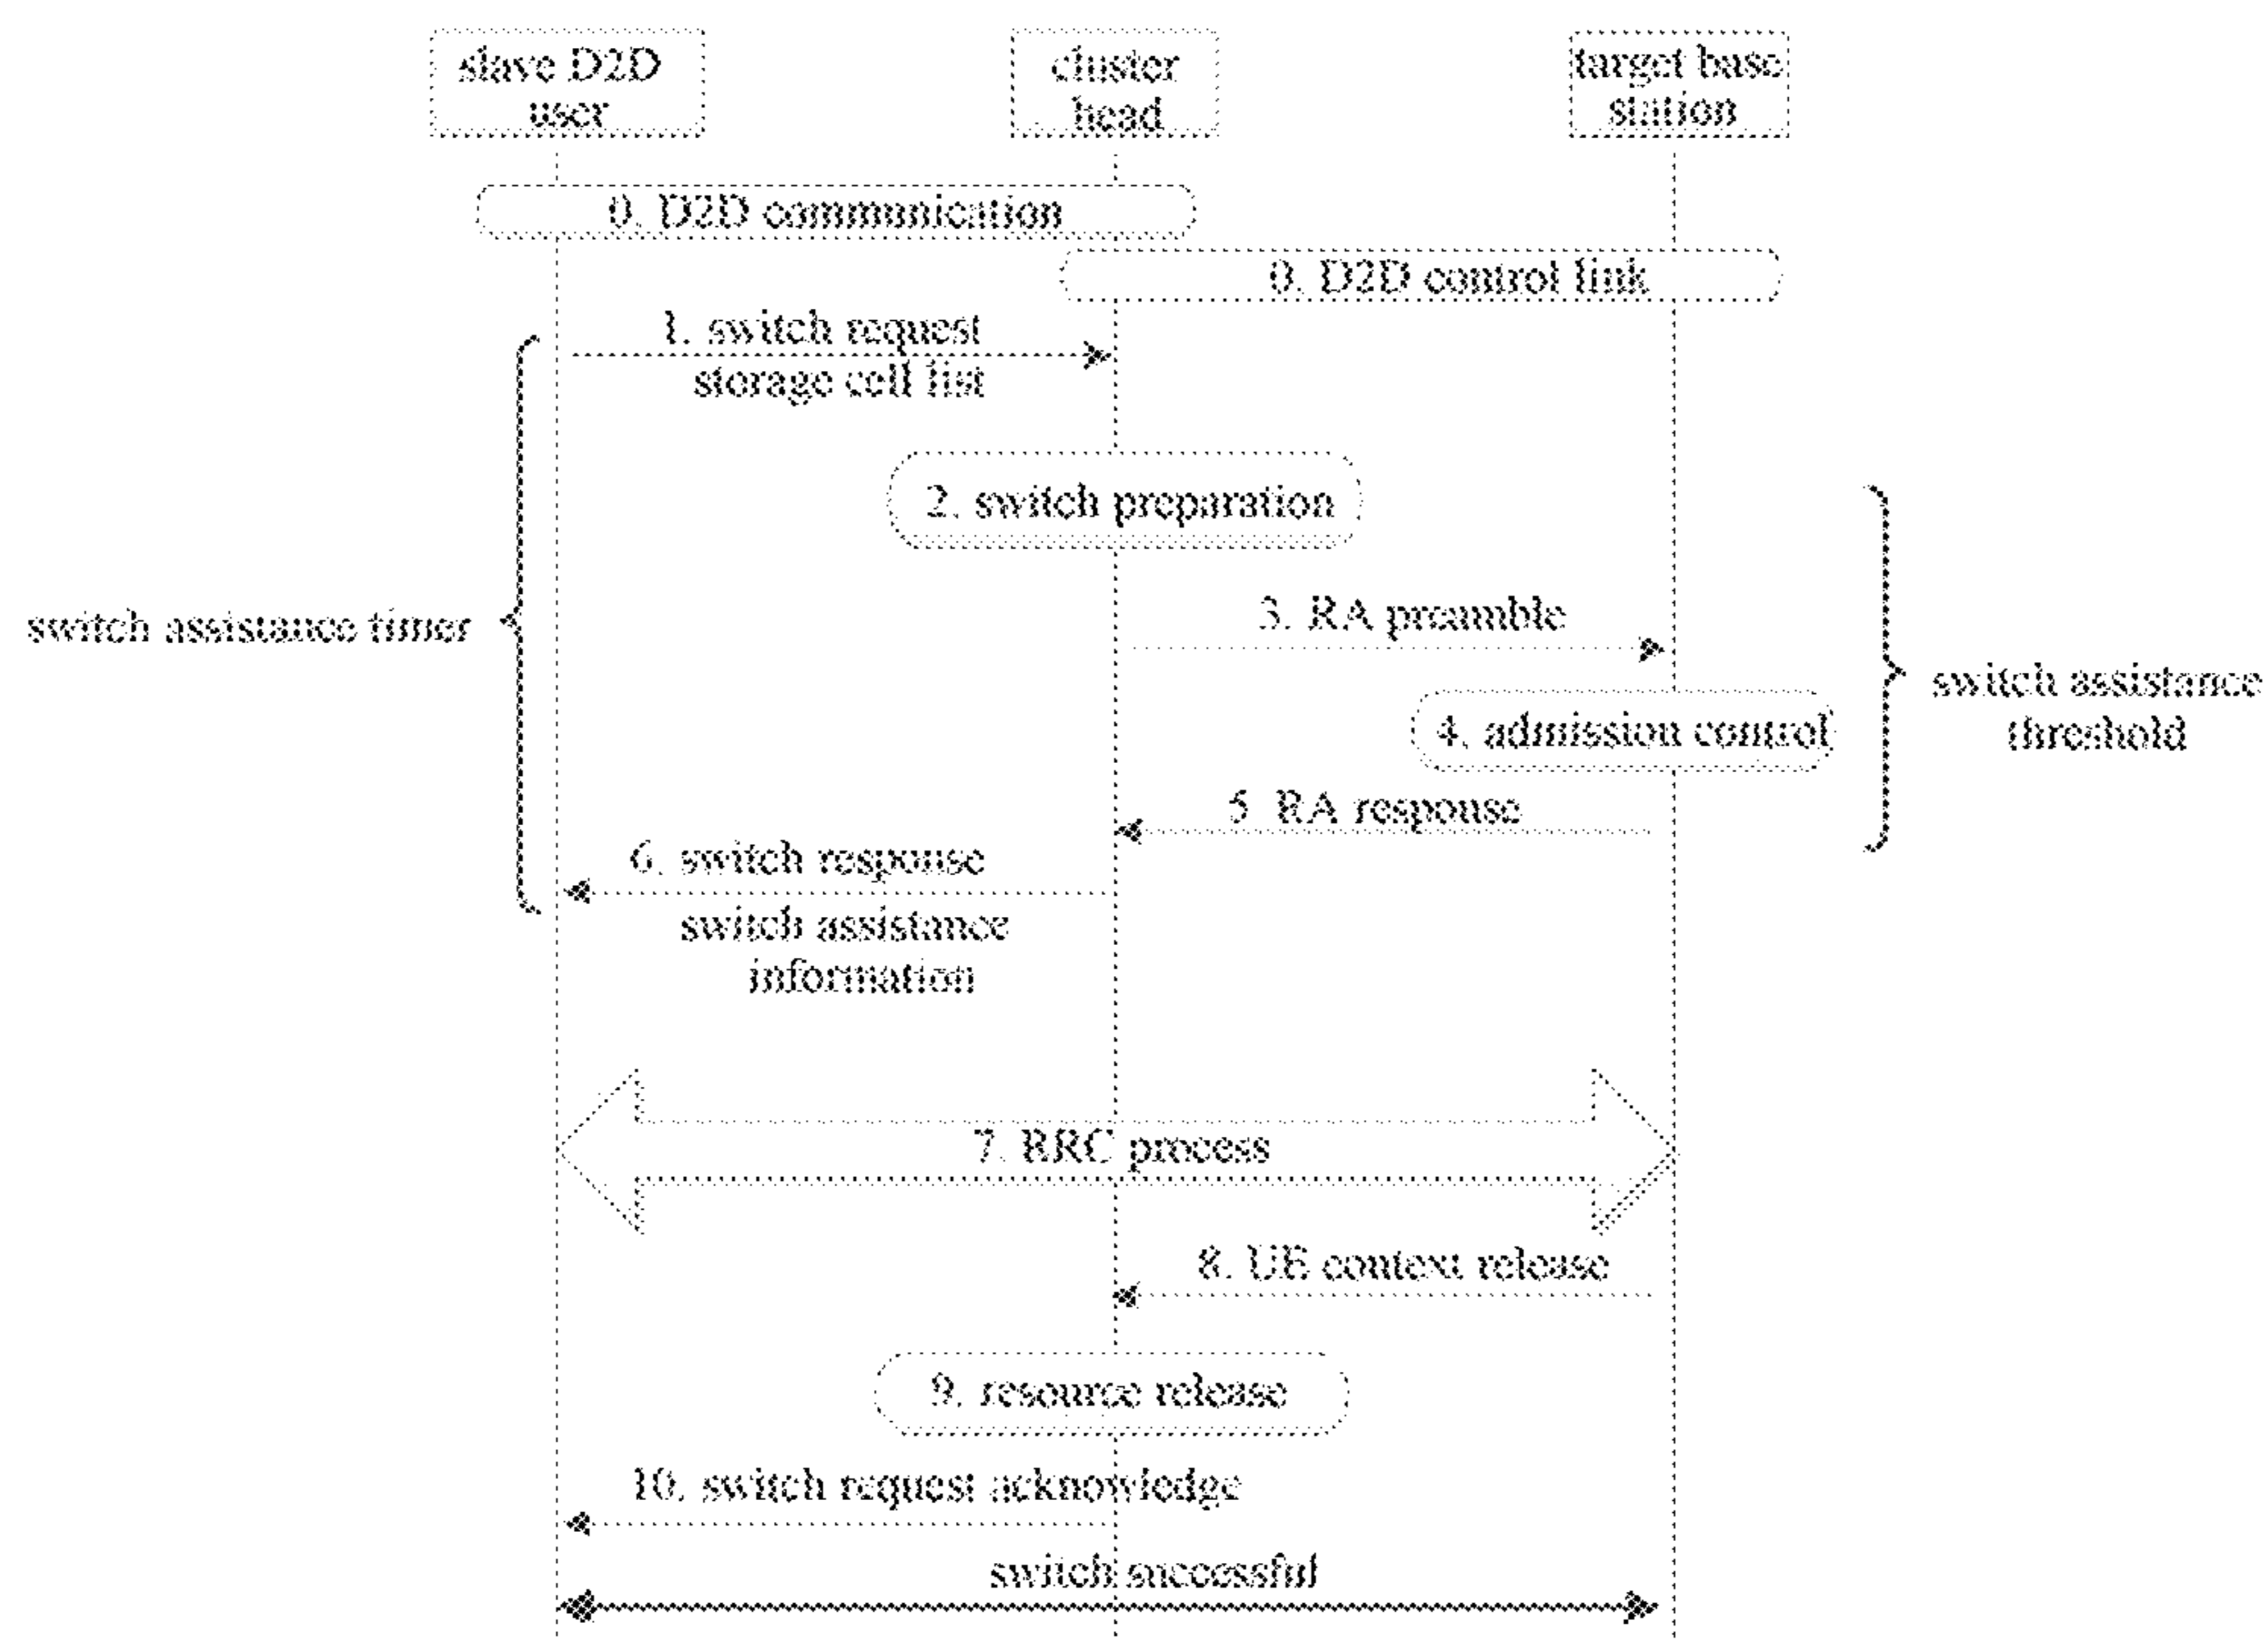 slave D2D
user
cluster
head
target base
station
0. D2D communication
0. D2D control link
1. switch request
storage cell list
2. switch preparation
3. RA preamble
switch assistance timer
switch assistance
threshold
4. admission control
5 RA response
6. switch response
switch assistance
information
7. RRC process
8. UE context release
9. resource release
10. switch request acknowledge
switch successful